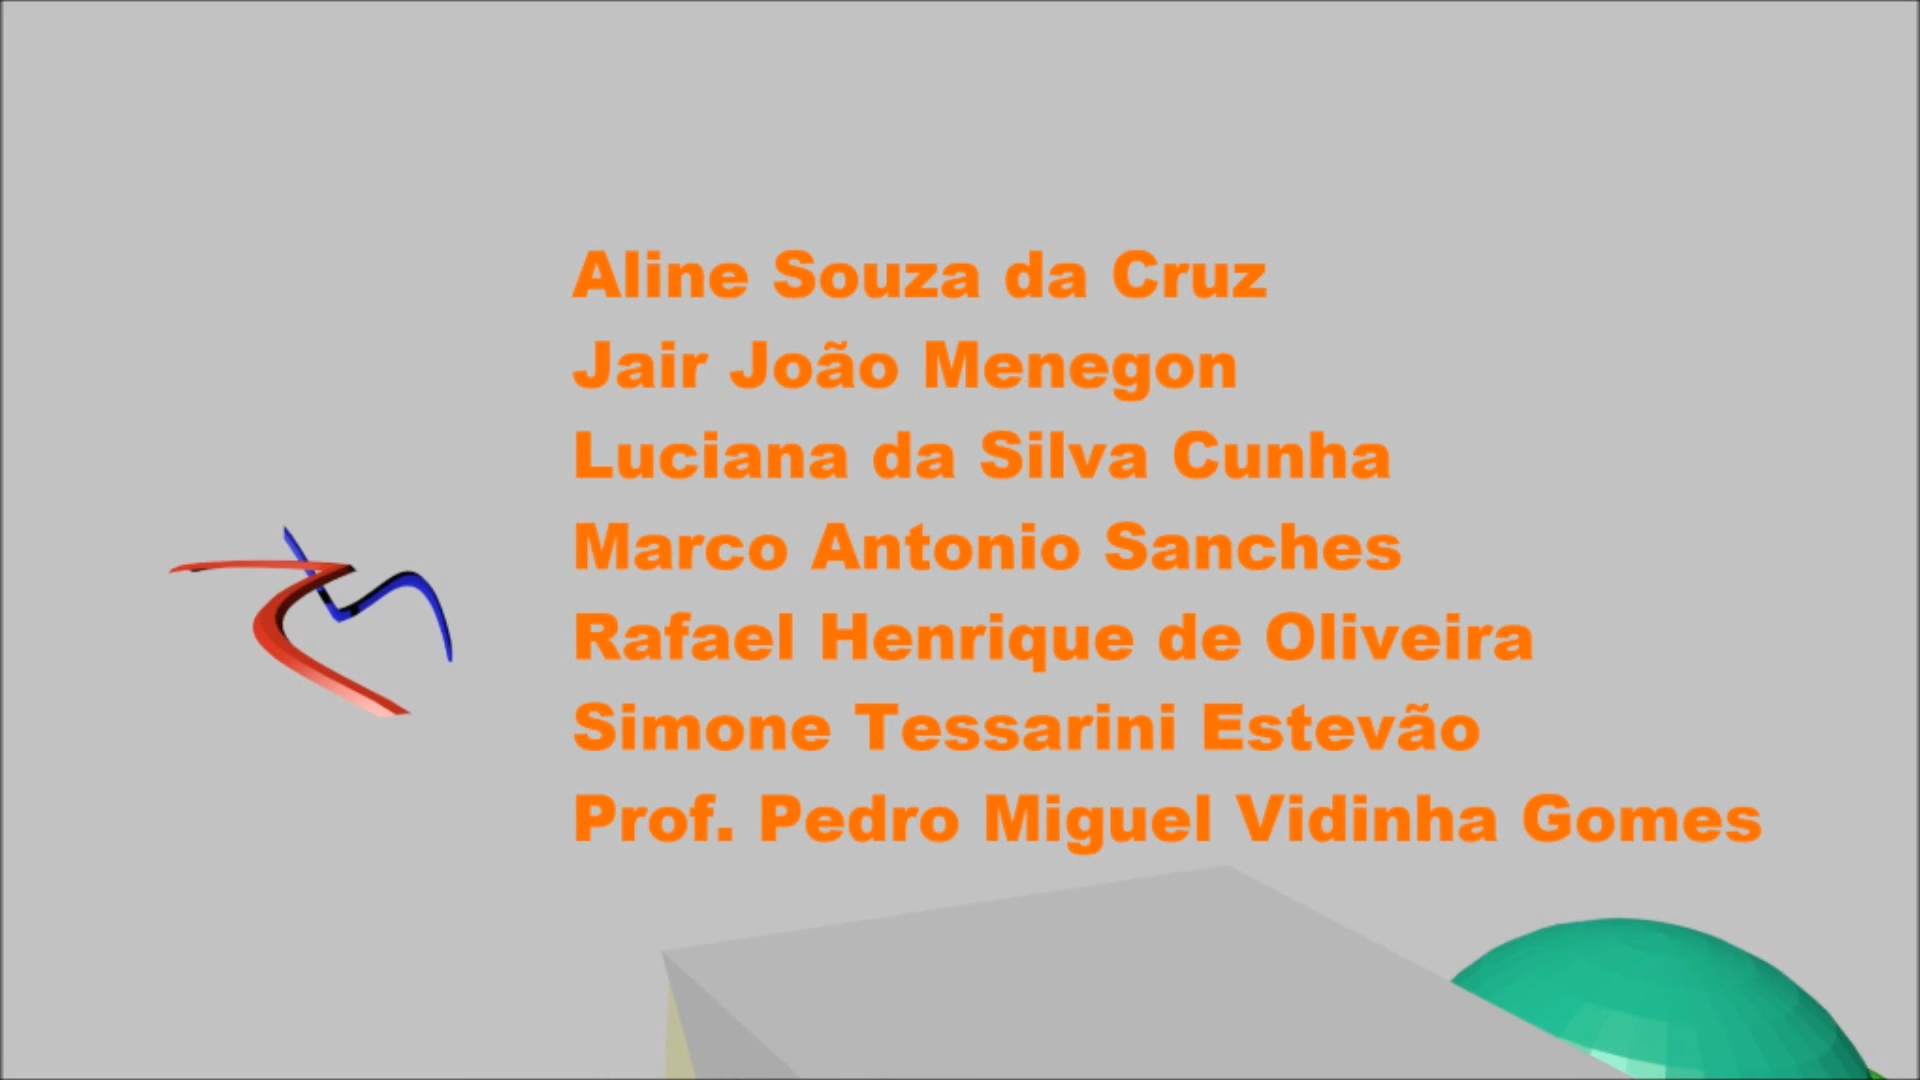 Aline Souza da Cruz
Jair João Menegon
Luciana da Silva Cunha
Marco Antonio Sanches
Rafael Henrique de Oliveira
Simone Tessarini Estevão
Prof. Pedro Miguel Vidinha Gomes